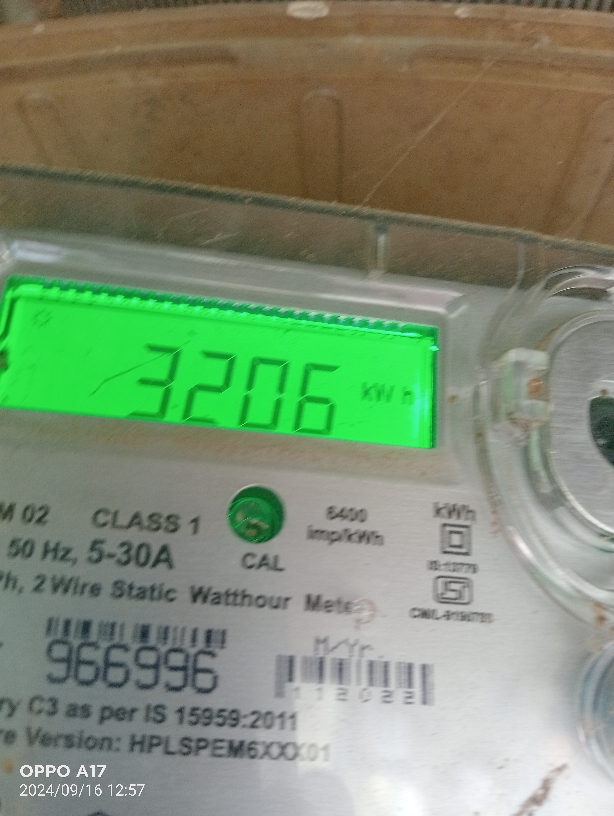 3206 kWh
M 02 CLASS 1
6400
imp/kWh
kWh
50 Hz, 5-30A
CAL
Ph, 2 Wire Static Watthour Meter
966996
M/Yr.
112022
ry C3 as per IS 15959:2011
re Version: HPLSPEM6XXX01
OPPO A17
2024/09/16 12:57